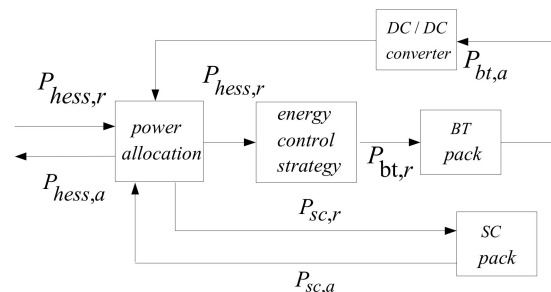 DC / DC
converter
P_bt,a
P_hess,r
P_hess,r
power
allocation
energy
control
strategy
BT
pack
P_bt,r
P_hess,a
P_sc,r
SC
pack
P_sc,a